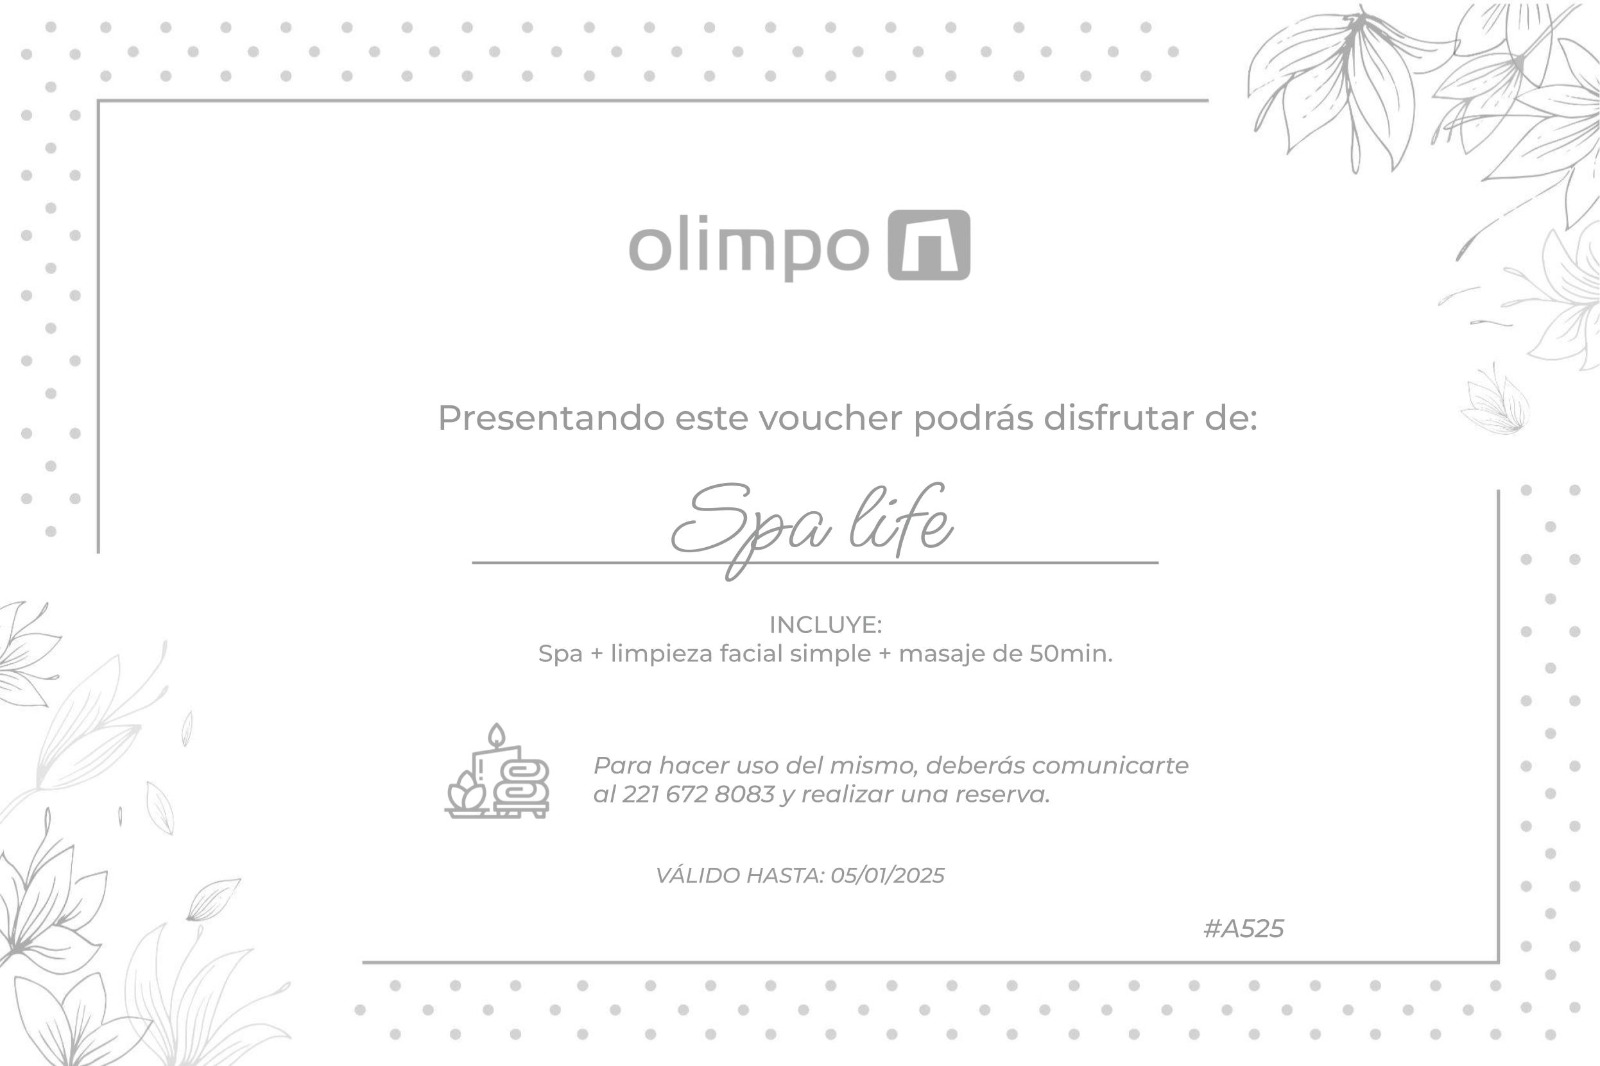 olimpo
Presentando este voucher podrás disfrutar de:
Spa life
INCLUYE:
Spa + limpieza facial simple + masaje de 50min.
Para hacer uso del mismo, deberás comunicarte
al 221 672 8083 y realizar una reserva.
VÁLIDO HASTA: 05/01/2025
#A525